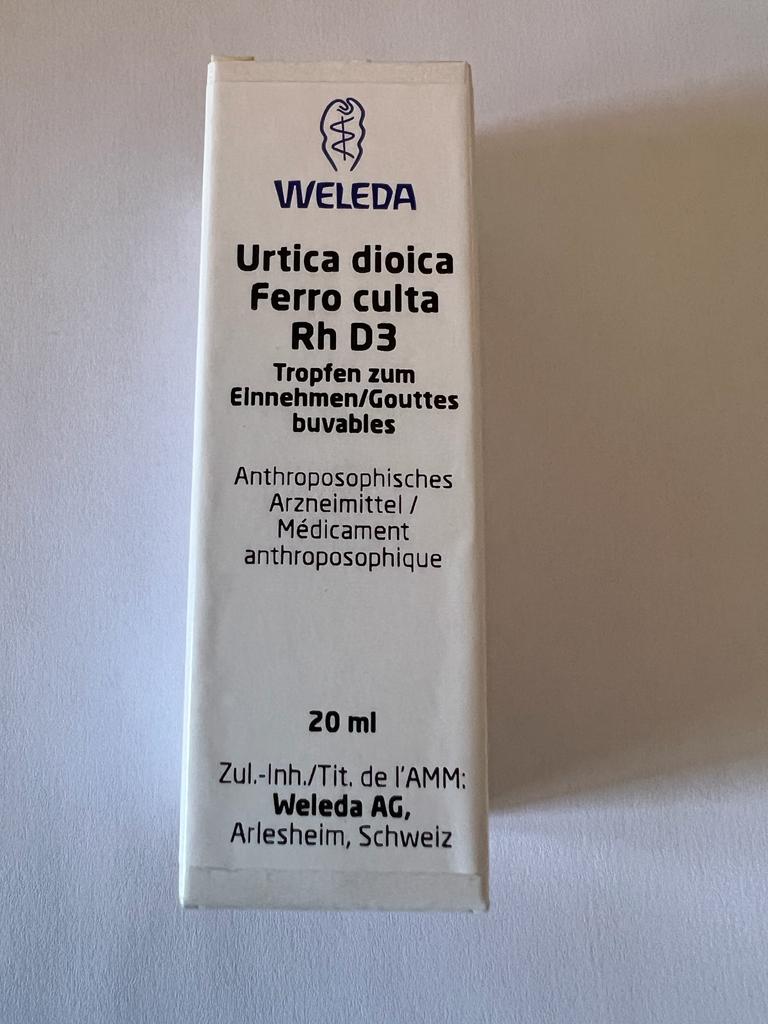 WELEDA
Urtica dioica
Ferro culta
Rh D3
Tropfen zum
Einnehmen/Gouttes
buvables
Anthroposophisches
Arzneimittel /
Médicament
anthroposophique
20 ml
Zul.-Inh./Tit. de l'AMM:
Weleda AG,
Arlesheim, Schweiz